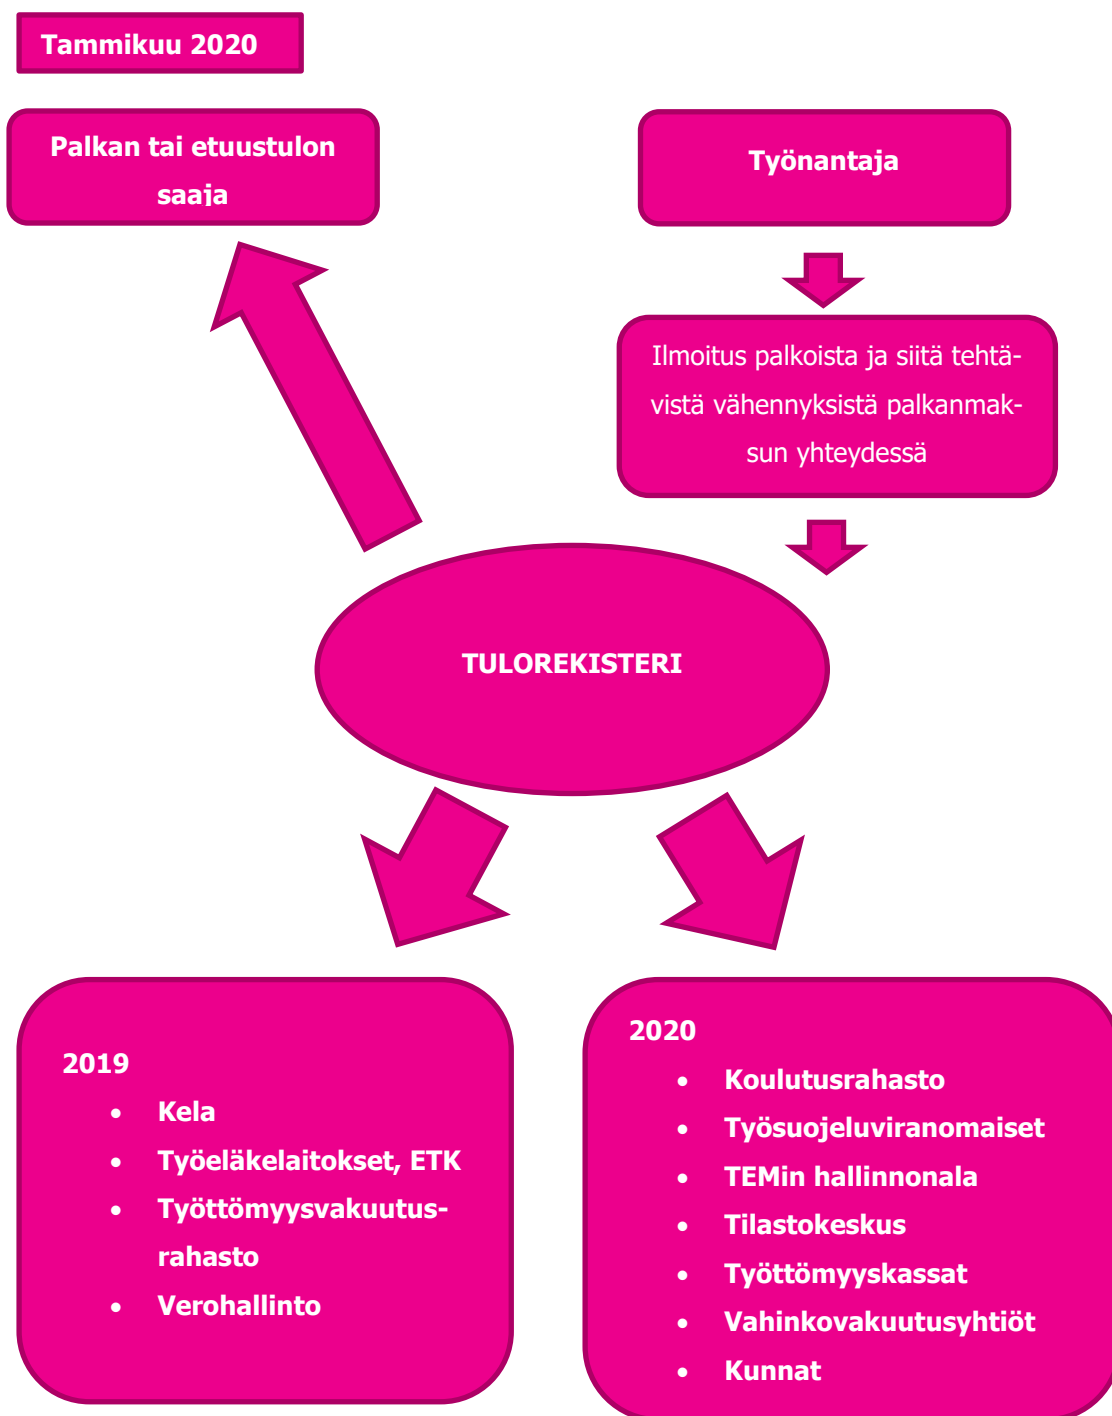 Tammikuu 2020
Palkan tai etuustulon
saaja
Työnantaja
Ilmoitus palkoista ja siitä tehtä-
vistä vähennyksistä palkanmak-
sun yhteydessä
TULOREKISTERI
2019
• Kela
• Työeläkelaitokset, ETK
• Työttömyysvakuutus-
rahasto
• Verohallinto
2020
• Koulutusrahasto
• Työsuojeluviranomaiset
• TEMin hallinnonala
• Tilastokeskus
• Työttömyyskassat
• Vahinkovakuutusyhtiöt
• Kunnat